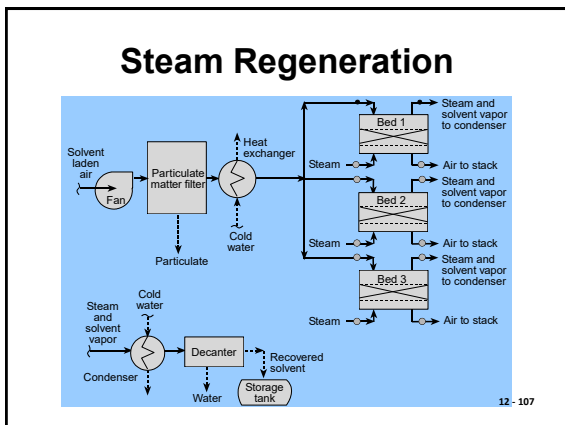 Steam Regeneration
Solvent
laden
air
Fan
Particulate
matter filter
Particulate
Heat
exchanger
Cold
water
Steam
Bed 1
Steam and
solvent vapor
to condenser
Air to stack
Steam
Bed 2
Steam and
solvent vapor
to condenser
Air to stack
Steam
Bed 3
Steam and
solvent vapor
to condenser
Air to stack
Steam
and
solvent
vapor
Cold
water
Condenser
Decanter
Water
Recovered
solvent
Storage
tank
12 - 107